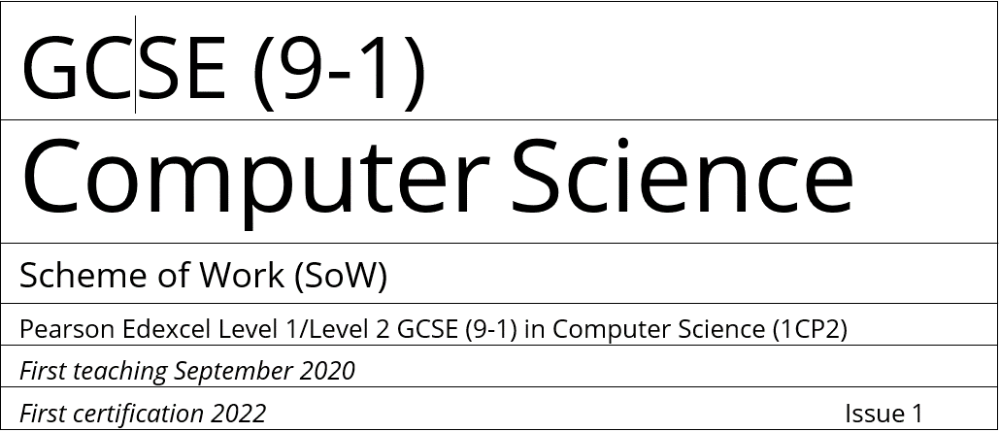 GCSE (9-1)
Computer Science
Scheme of Work (SoW)
Pearson Edexcel Level 1/Level 2 GCSE (9-1) in Computer Science (1CP2)
First teaching September 2020
First certification 2022 Issue 1